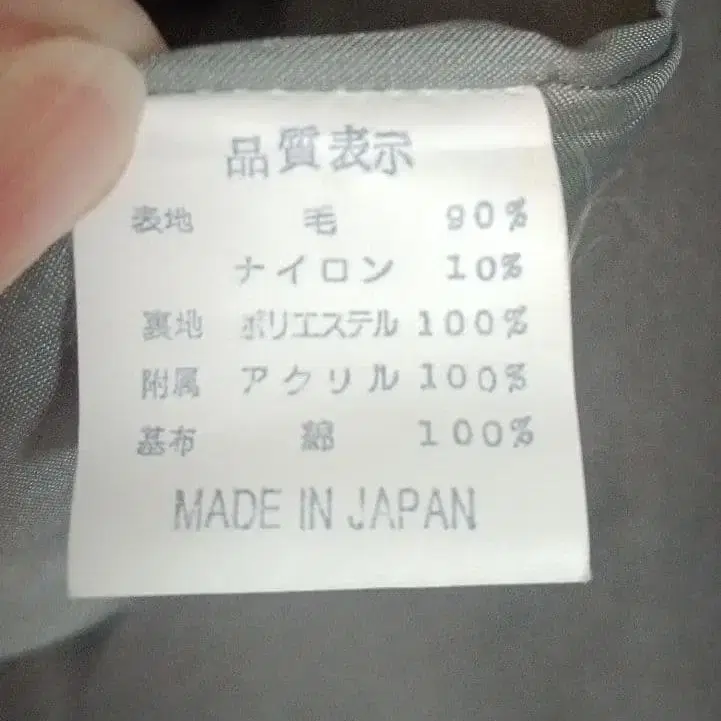 品質表示
表地 毛 90%
ナイロン 10%
裏地 ポリエステル 100%
附属 アクリル 100%
基布 綿 100%
MADE IN JAPAN